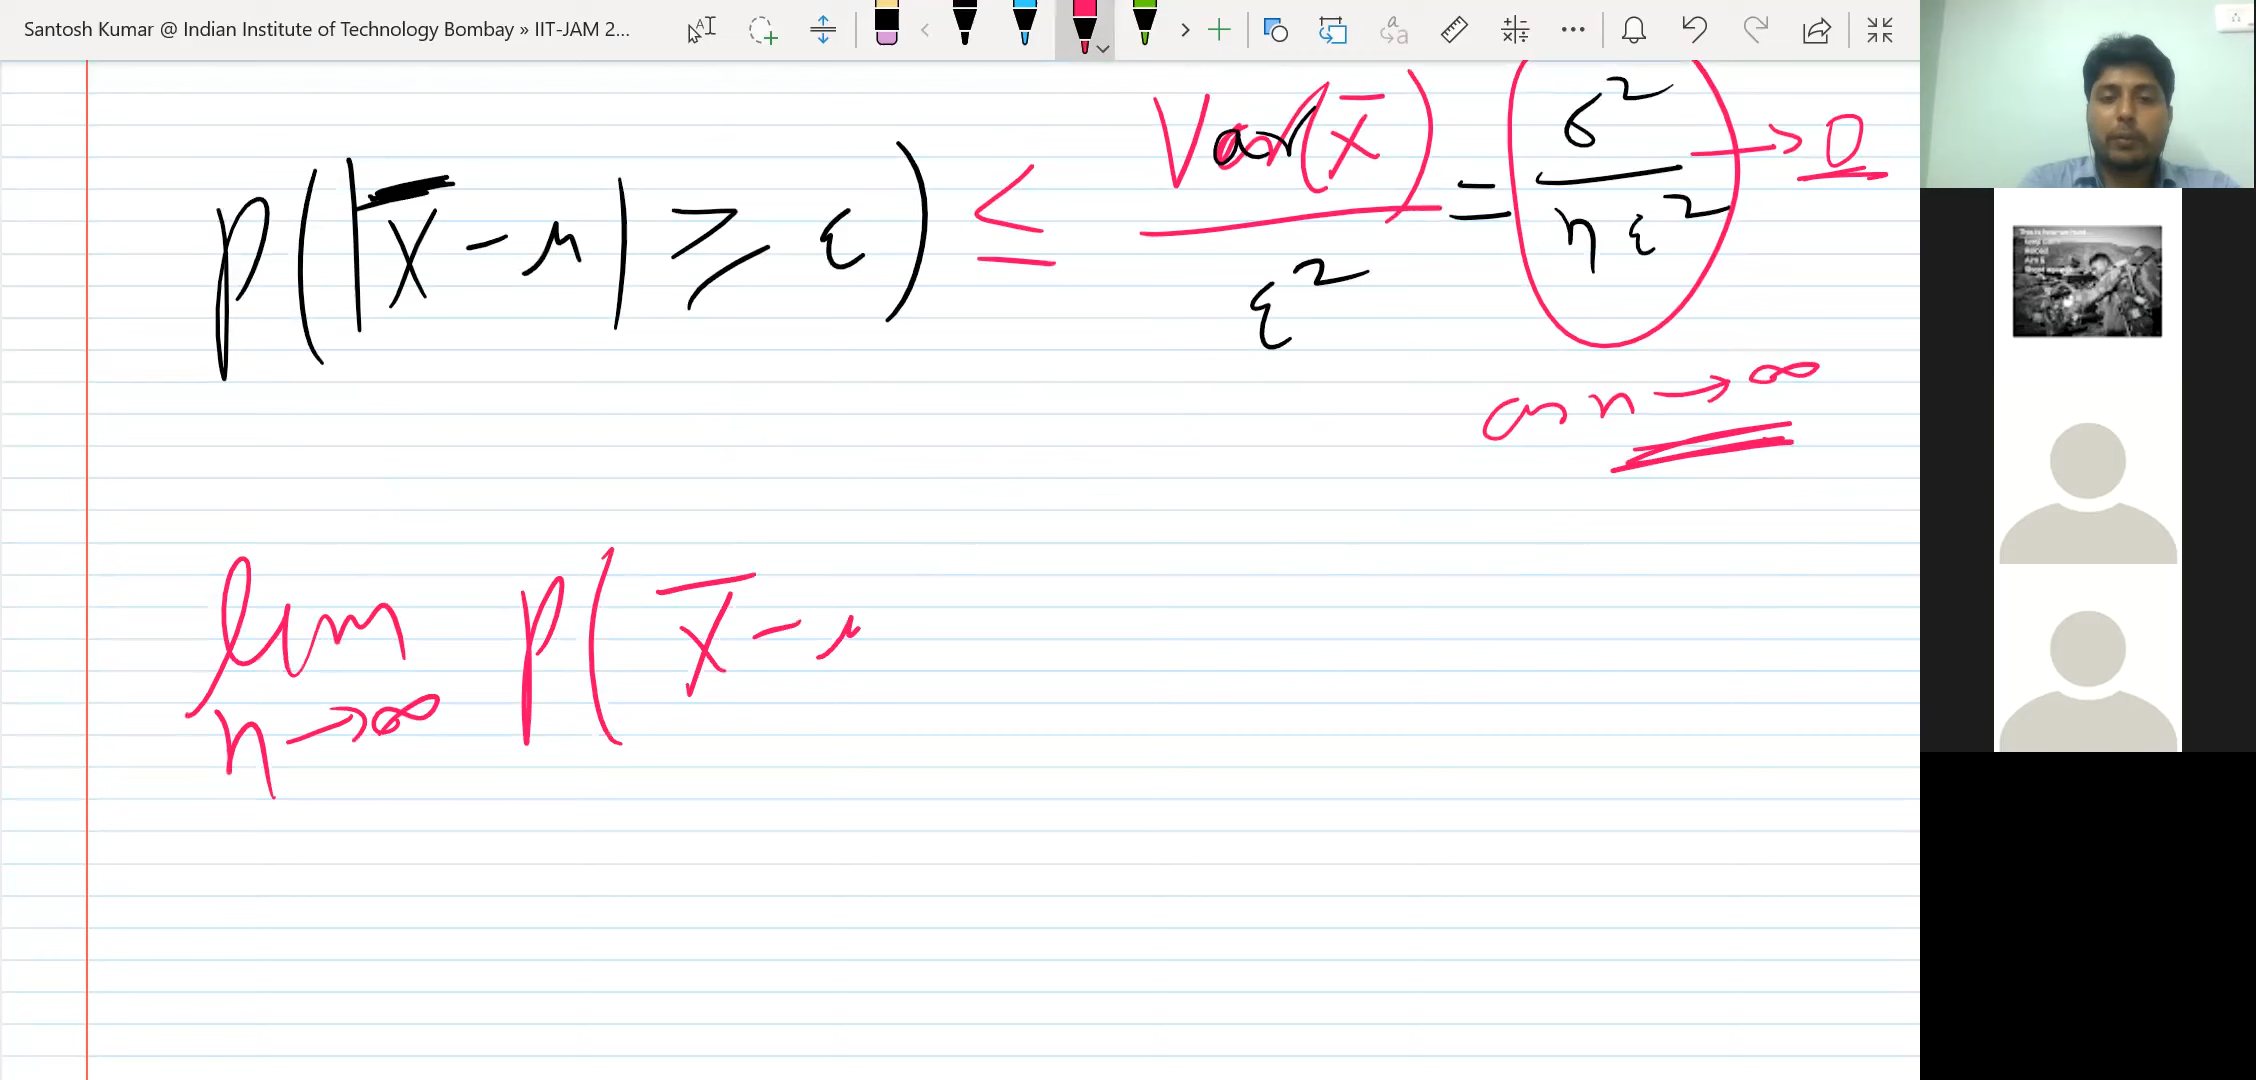 Santosh Kumar @ Indian Institute of Technology Bombay » IIT-JAM 2...
P(|X̄ - μ| ≥ ε) ≤ Var(X̄) / ε² = σ² / nε² → 0
as n → ∞
lim n→∞ P( X̄ - μ